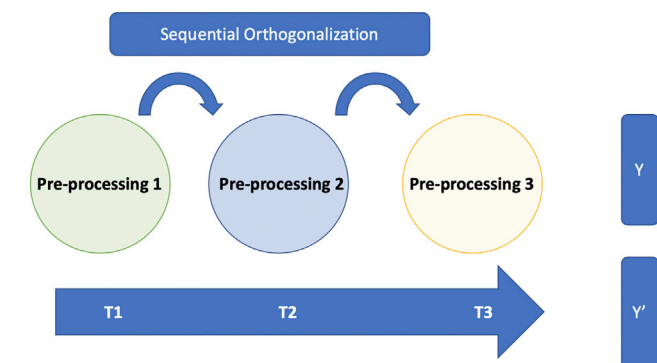 Sequential Orthogonalization
Pre-processing 1
Pre-processing 2
Pre-processing 3
Y
T1
T2
T3
Y'